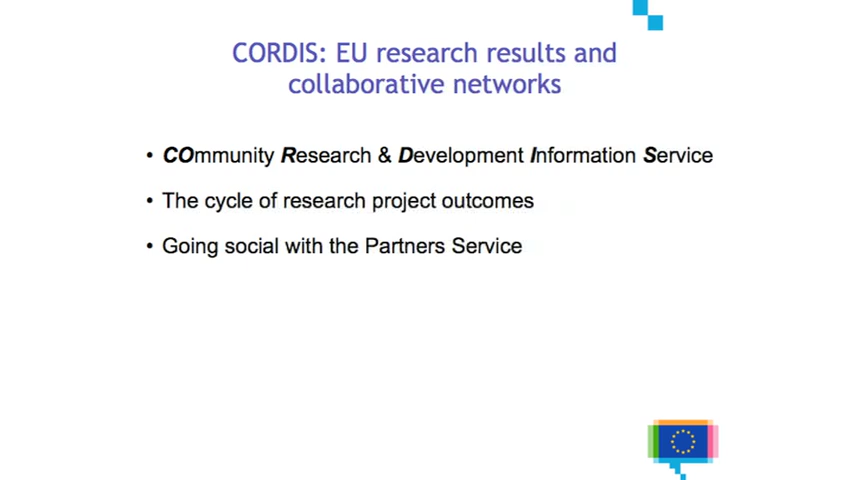 CORDIS: EU research results and
collaborative networks
• COmmunity Research & Development Information Service
• The cycle of research project outcomes
• Going social with the Partners Service